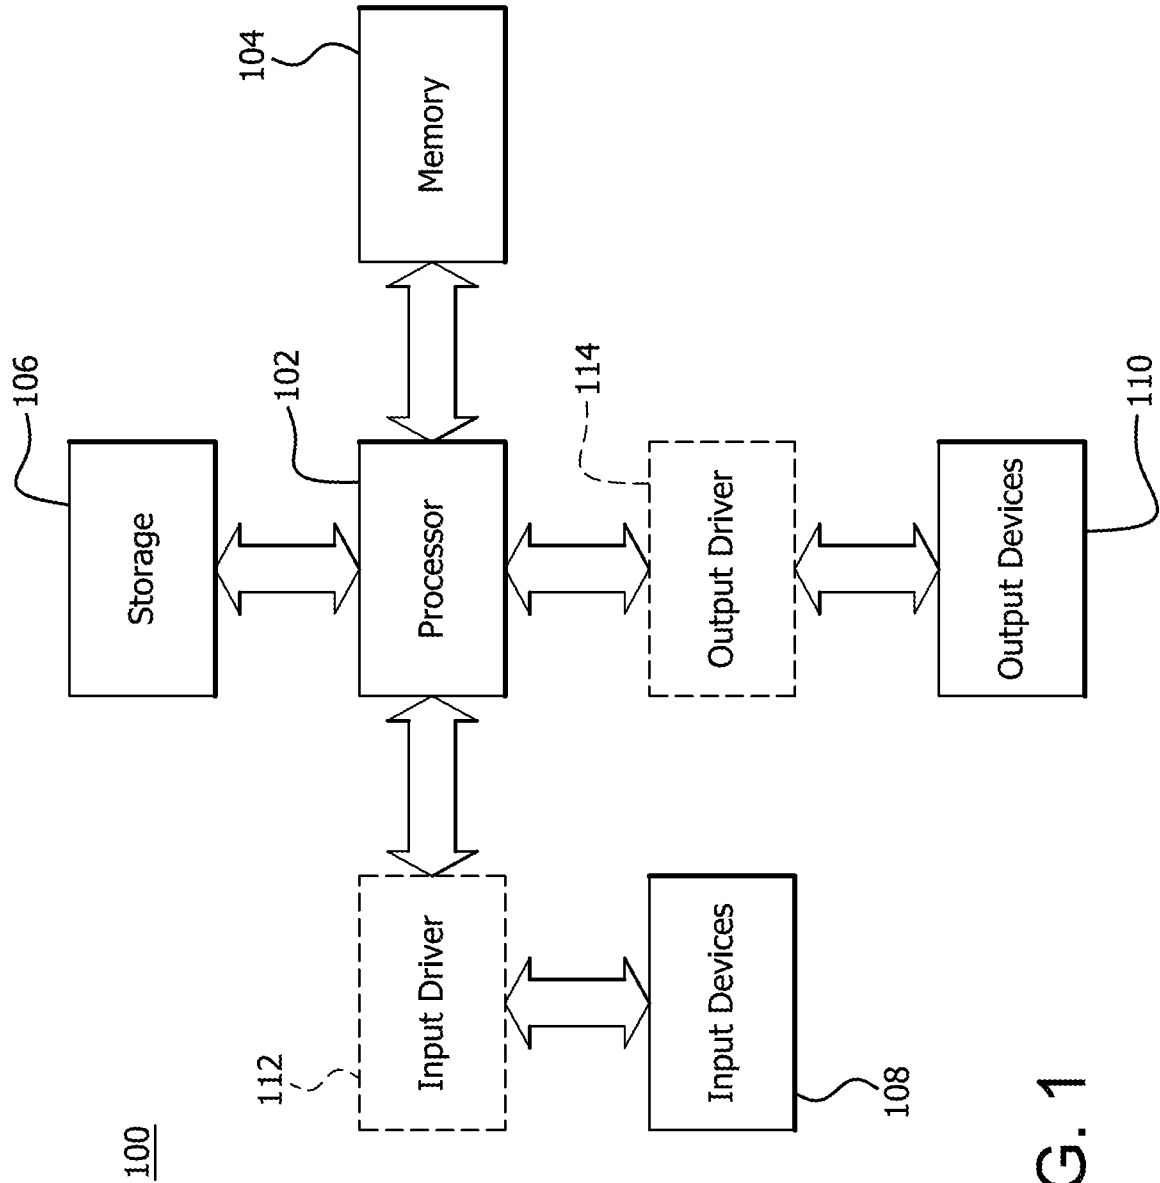 100
106
Storage
112
Input Driver
102
Processor
104
Memory
Input Devices
108
114
Output Driver
Output Devices
110
G. 1